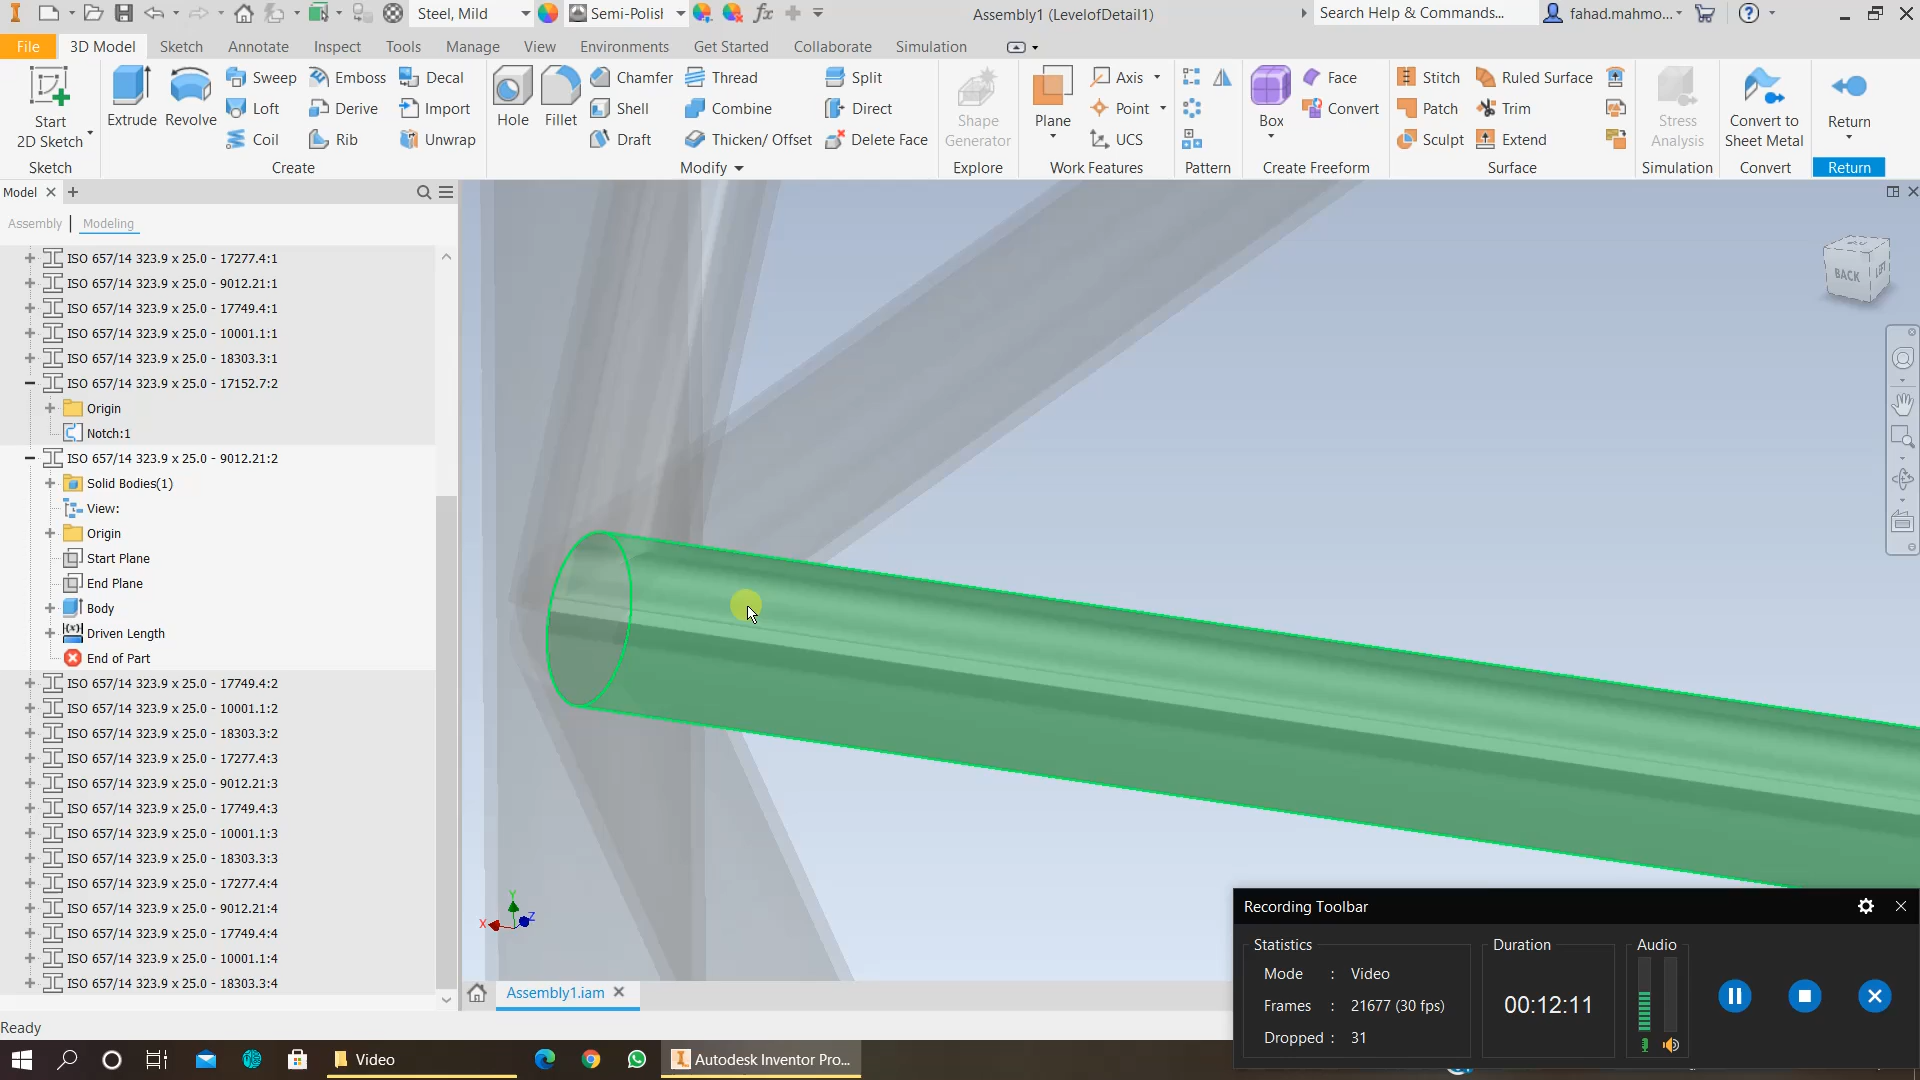 Steel, Mild
Semi-Polish
Assembly1 (LevelofDetail1)
Search Help & Commands...
fahad.mahmo...
File
3D Model
Sketch
Annotate
Inspect
Tools
Manage
View
Environments
Get Started
Collaborate
Simulation
Start
2D Sketch
Sketch
Extrude
Revolve
Sweep
Loft
Coil
Emboss
Derive
Rib
Decal
Import
Unwrap
Create
Hole
Fillet
Chamfer
Shell
Draft
Thread
Combine
Thicken/ Offset
Split
Direct
Delete Face
Modify
Shape
Generator
Explore
Plane
Axis
Point
UCS
Work Features
Pattern
Box
Face
Convert
Create Freeform
Stitch
Patch
Sculpt
Ruled Surface
Trim
Extend
Surface
Stress
Analysis
Simulation
Convert to
Sheet Metal
Convert
Return
Return
Model
Assembly
Modeling
ISO 657/14 323.9 x 25.0 - 17277.4:1
ISO 657/14 323.9 x 25.0 - 9012.21:1
ISO 657/14 323.9 x 25.0 - 17749.4:1
ISO 657/14 323.9 x 25.0 - 10001.1:1
ISO 657/14 323.9 x 25.0 - 18303.3:1
ISO 657/14 323.9 x 25.0 - 17152.7:2
Origin
Notch:1
ISO 657/14 323.9 x 25.0 - 9012.21:2
Solid Bodies(1)
View:
Origin
Start Plane
End Plane
Body
Driven Length
End of Part
ISO 657/14 323.9 x 25.0 - 17749.4:2
ISO 657/14 323.9 x 25.0 - 10001.1:2
ISO 657/14 323.9 x 25.0 - 18303.3:2
ISO 657/14 323.9 x 25.0 - 17277.4:3
ISO 657/14 323.9 x 25.0 - 9012.21:3
ISO 657/14 323.9 x 25.0 - 17749.4:3
ISO 657/14 323.9 x 25.0 - 10001.1:3
ISO 657/14 323.9 x 25.0 - 18303.3:3
ISO 657/14 323.9 x 25.0 - 17277.4:4
ISO 657/14 323.9 x 25.0 - 9012.21:4
ISO 657/14 323.9 x 25.0 - 17749.4:4
ISO 657/14 323.9 x 25.0 - 10001.1:4
ISO 657/14 323.9 x 25.0 - 18303.3:4
BACK
X
Y
Z
Assembly1.iam
Ready
Recording Toolbar
Statistics
Mode : Video
Frames : 21677 (30 fps)
Dropped : 31
Duration
00:12:11
Audio
Video
Autodesk Inventor Pro...